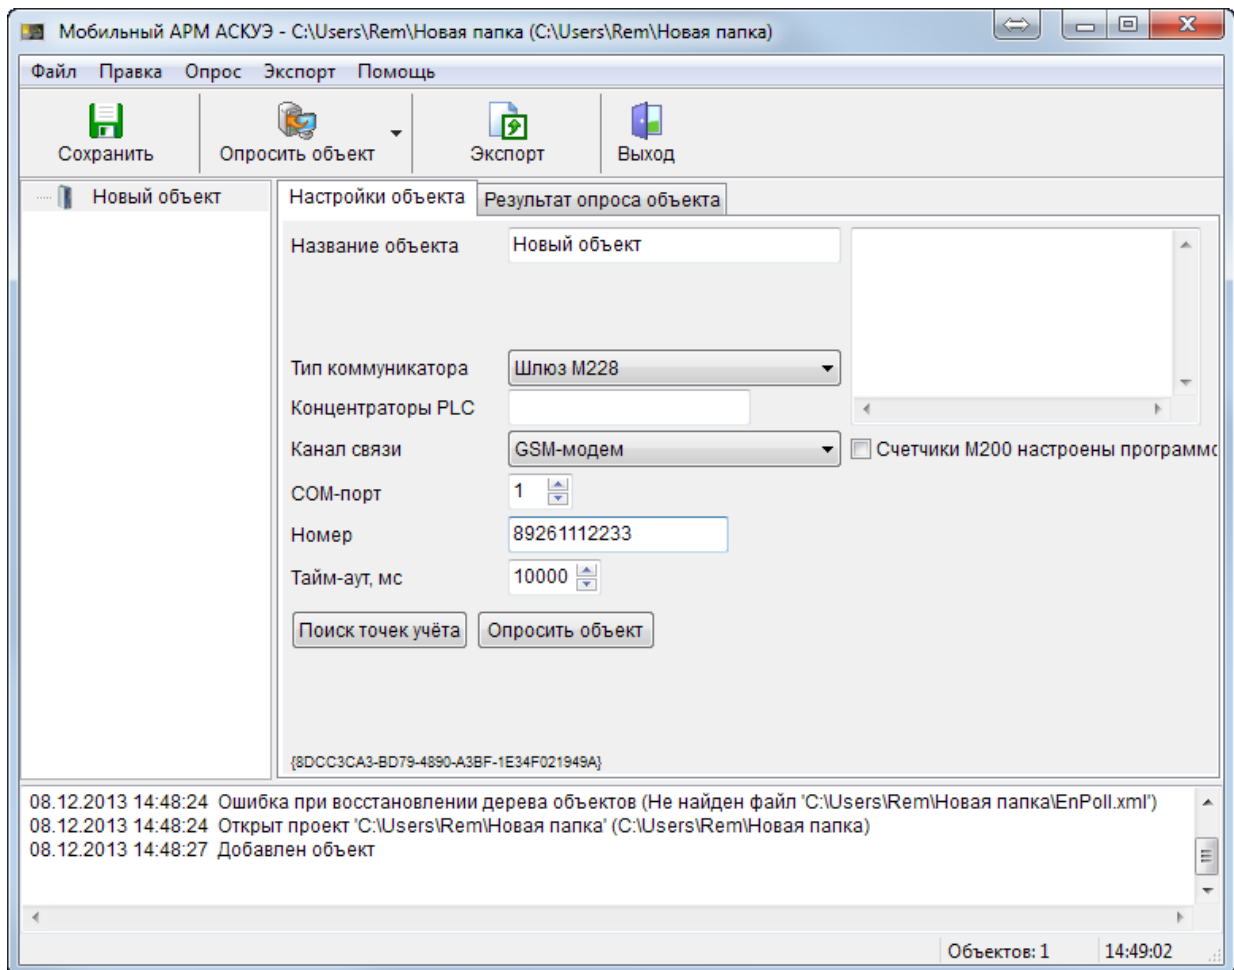 Мобильный АРМ АСКУЭ - C:\Users\Rem\Новая папка (C:\Users\Rem\Новая папка)
Файл Правка Опрос Экспорт Помощь
Сохранить Опросить объект Экспорт Выход
Новый объект
Настройки объекта Результат опроса объекта
Название объекта Новый объект
Тип коммуникатора Шлюз М228
Концентраторы PLC
Канал связи GSM-модем Счетчики М200 настроены программо
COM-порт 1
Номер 89261112233
Тайм-аут, мс 10000
Поиск точек учёта Опросить объект
{8DCC3CA3-BD79-4890-A3BF-1E34F021949A}
08.12.2013 14:48:24 Ошибка при восстановлении дерева объектов (Не найден файл 'C:\Users\Rem\Новая папка\EnPoll.xml')
08.12.2013 14:48:24 Открыт проект 'C:\Users\Rem\Новая папка' (C:\Users\Rem\Новая папка)
08.12.2013 14:48:27 Добавлен объект
Объектов: 1 14:49:02